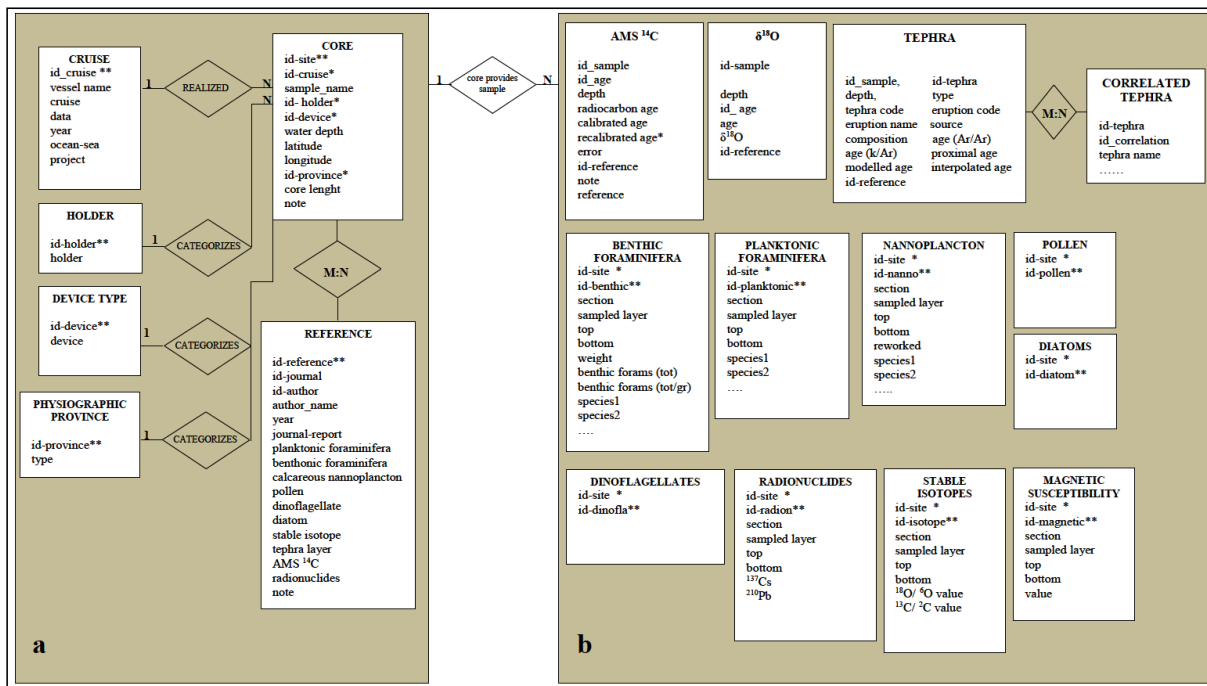 CRUISE
id_cruise **
vessel name
cruise
data
year
ocean-sea
project
1
REALIZED
N
N
CORE
id-site**
id-cruise*
sample_name
id- holder*
id-device*
water depth
latitude
longitude
id-province*
core lenght
note
HOLDER
id-holder**
holder
1
CATEGORIZES
M:N
DEVICE TYPE
id-device**
device
1
CATEGORIZES
PHYSIOGRAPHIC
PROVINCE
id-province**
type
1
CATEGORIZES
REFERENCE
id-reference**
id-journal
id-author
author_name
year
journal-report
planktonic foraminifera
benthonic foraminifera
calcareous nannoplancton
pollen
dinoflagellate
diatom
stable isotope
tephra layer
AMS ¹⁴C
radionuclides
note
a
1
core provides
sample
N
AMS ¹⁴C
id_sample
id_age
depth
radiocarbon age
calibrated age
recalibrated age*
error
id-reference
note
reference
δ¹⁸O
id-sample
depth
id_ age
age
δ¹⁸O
id-reference
TEPHRA
id_sample,
depth,
tephra code
eruption name
composition
age (k/Ar)
modelled age
id-reference
id-tephra
type
eruption code
source
age (Ar/Ar)
proximal age
interpolated age
M:N
CORRELATED
TEPHRA
id-tephra
id_correlation
tephra name
……
BENTHIC
FORAMINIFERA
id-site *
id-benthic**
section
sampled layer
top
bottom
weight
benthic forams (tot)
benthic forams (tot/gr)
species1
species2
….
PLANKTONIC
FORAMINIFERA
id-site *
id-planktonic**
section
sampled layer
top
bottom
species1
species2
….
NANNOPLANCTON
id-site *
id-nanno**
section
sampled layer
top
bottom
reworked
species1
species2
…..
POLLEN
id-site *
id-pollen**
DIATOMS
id-site *
id-diatom**
DINOFLAGELLATES
id-site *
id-dinofla**
RADIONUCLIDES
id-site *
id-radion**
section
sampled layer
top
bottom
¹³⁷Cs
²¹⁰Pb
STABLE
ISOTOPES
id-site *
id-isotope**
section
sampled layer
top
bottom
¹⁸O/ ⁶O value
¹³C/ ²C value
MAGNETIC
SUSCEPTIBILITY
id-site *
id-magnetic**
section
sampled layer
top
bottom
value
b